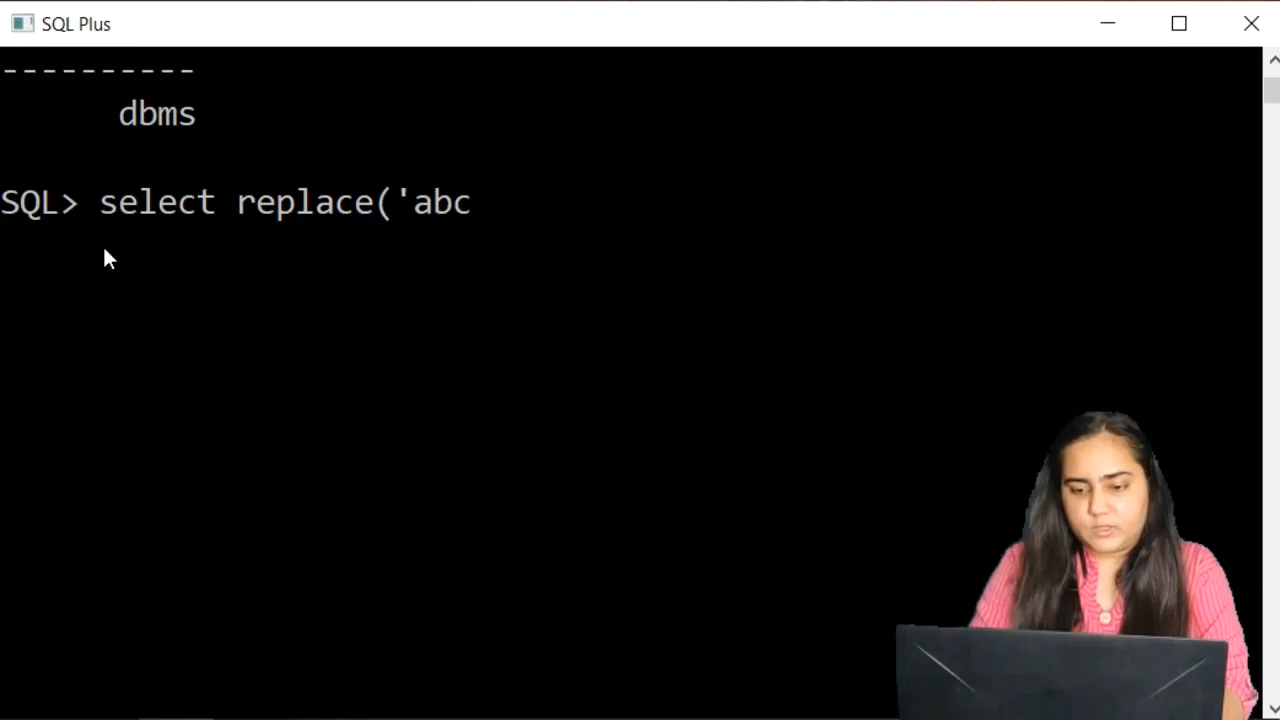 SQL Plus
----------
dbms
SQL> select replace('abc